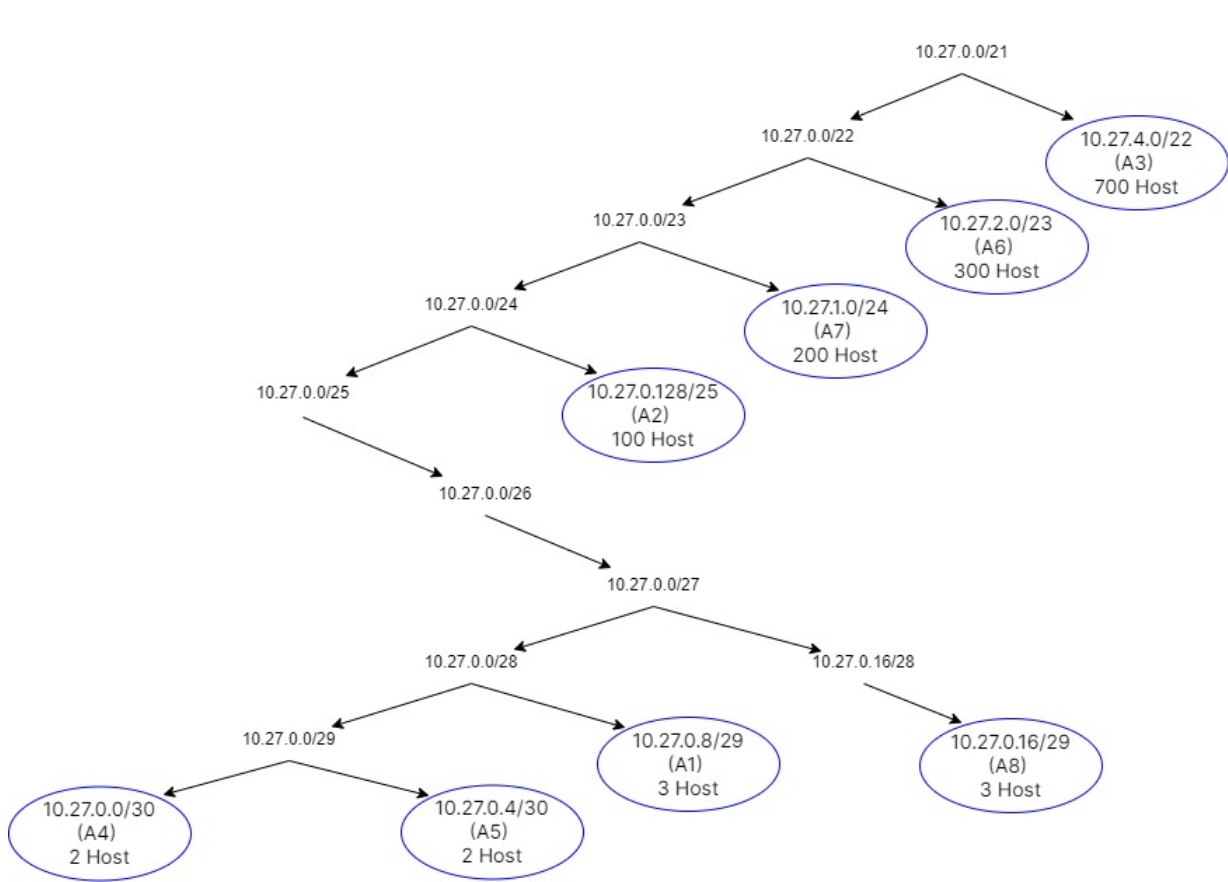 10.27.0.0/21
10.27.0.0/22
10.27.4.0/22
(A3)
700 Host
10.27.0.0/23
10.27.2.0/23
(A6)
300 Host
10.27.0.0/24
10.27.1.0/24
(A7)
200 Host
10.27.0.0/25
10.27.0.128/25
(A2)
100 Host
10.27.0.0/26
10.27.0.0/27
10.27.0.0/28
10.27.0.16/28
10.27.0.0/29
10.27.0.8/29
(A1)
3 Host
10.27.0.16/29
(A8)
3 Host
10.27.0.0/30
(A4)
2 Host
10.27.0.4/30
(A5)
2 Host